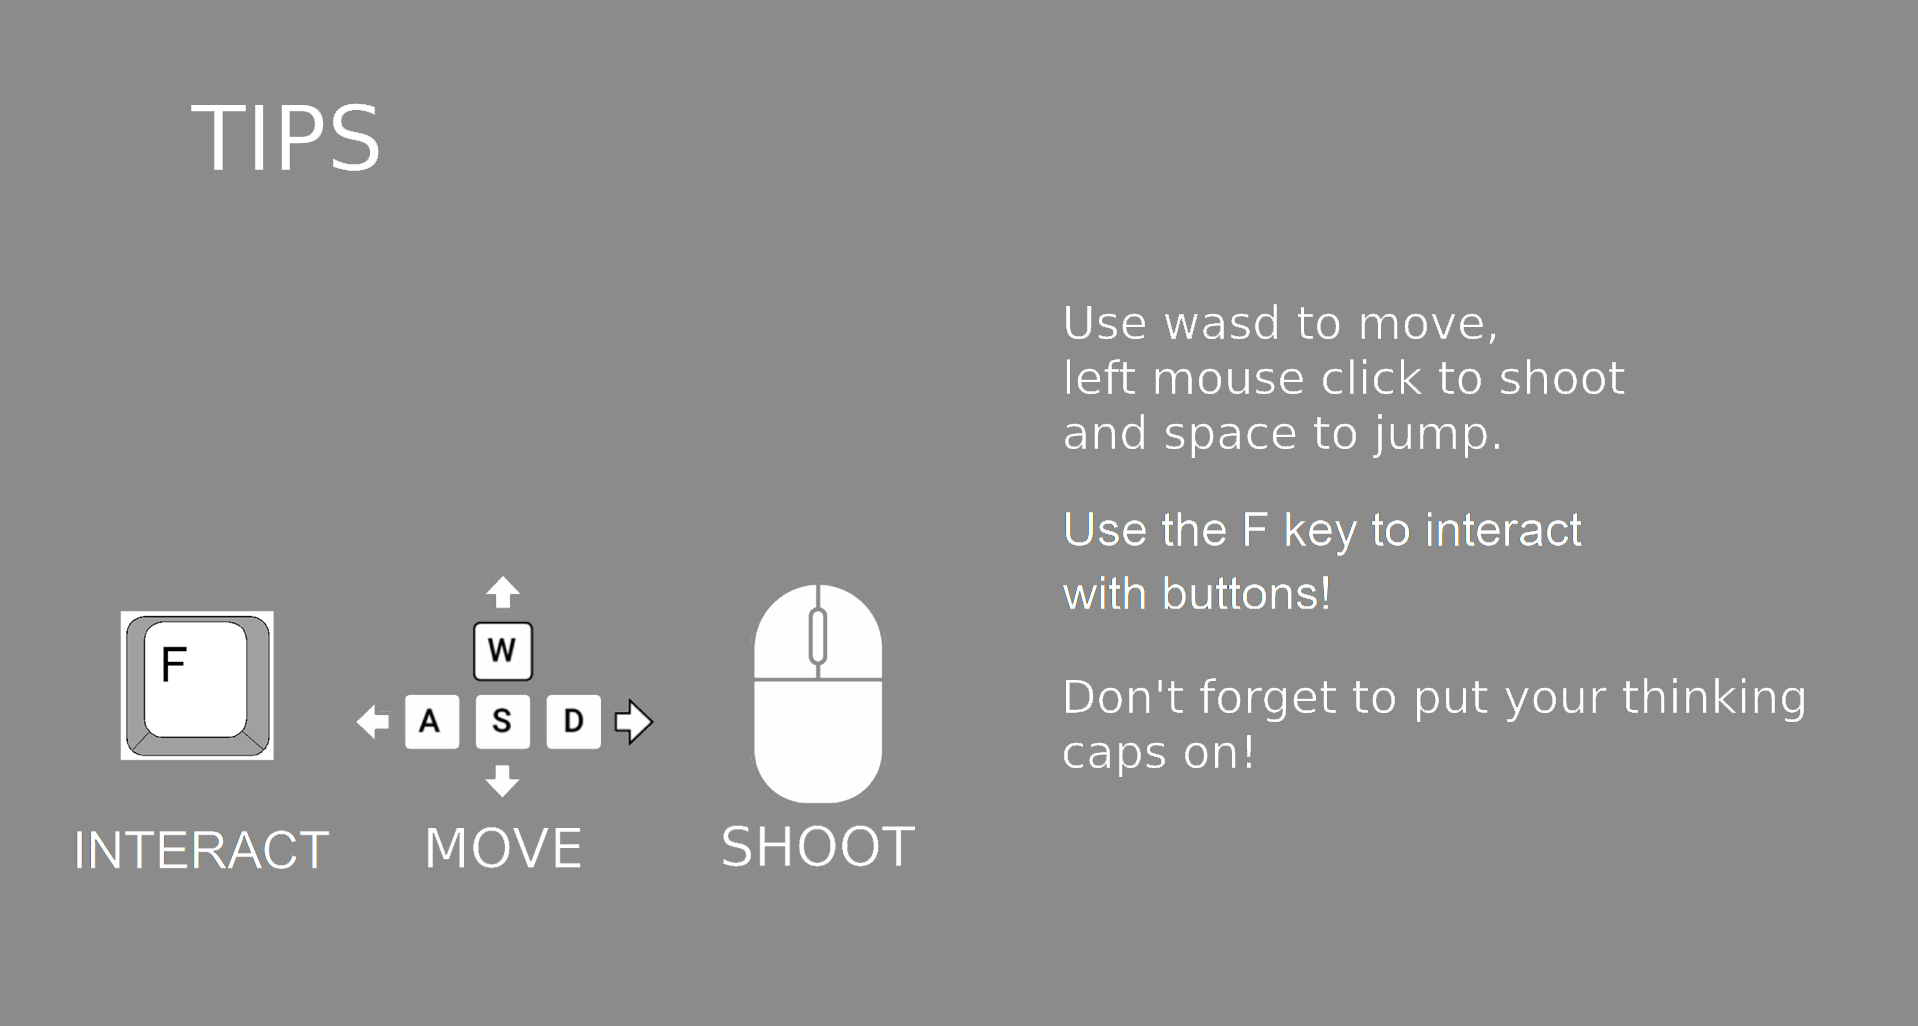 TIPS
Use wasd to move,
left mouse click to shoot
and space to jump.
Use the F key to interact
with buttons!
Don't forget to put your thinking
caps on!
F
W
A S D
INTERACT
MOVE
SHOOT